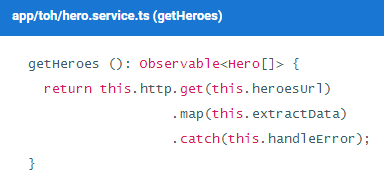 app/toh/hero.service.ts (getHeroes)
getHeroes (): Observable<Hero[]> {
  return this.http.get(this.heroesUrl)
                  .map(this.extractData)
                  .catch(this.handleError);
}